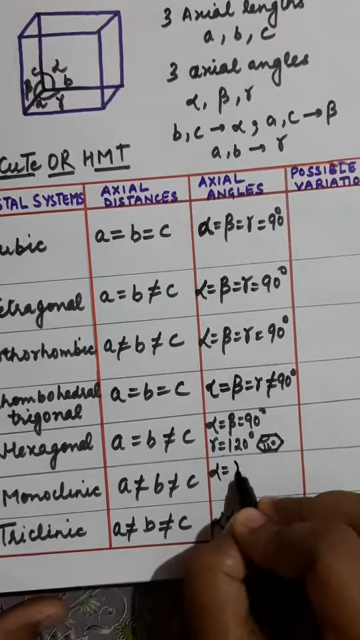 3 Axial lengths
a, b, c
3 axial angles
α, β, γ
b, c → α, a, c → β
a, b → γ
c α
β b
a γ
CUTE OR HMT
STAL SYSTEMS AXIAL DISTANCES AXIAL ANGLES POSSIBLE VARIATIO
ubic a = b = c α = β = γ = 90°
etragonal a = b ≠ c α = β = γ = 90°
rthorhombic a ≠ b ≠ c α = β = γ = 90°
hombohedral trigonal a = b = c α = β = γ ≠ 90°
Hexagonal a = b ≠ c α = β = 90°
γ = 120° 120
Monoclinic a ≠ b ≠ c α =
Triclinic a ≠ b ≠ c